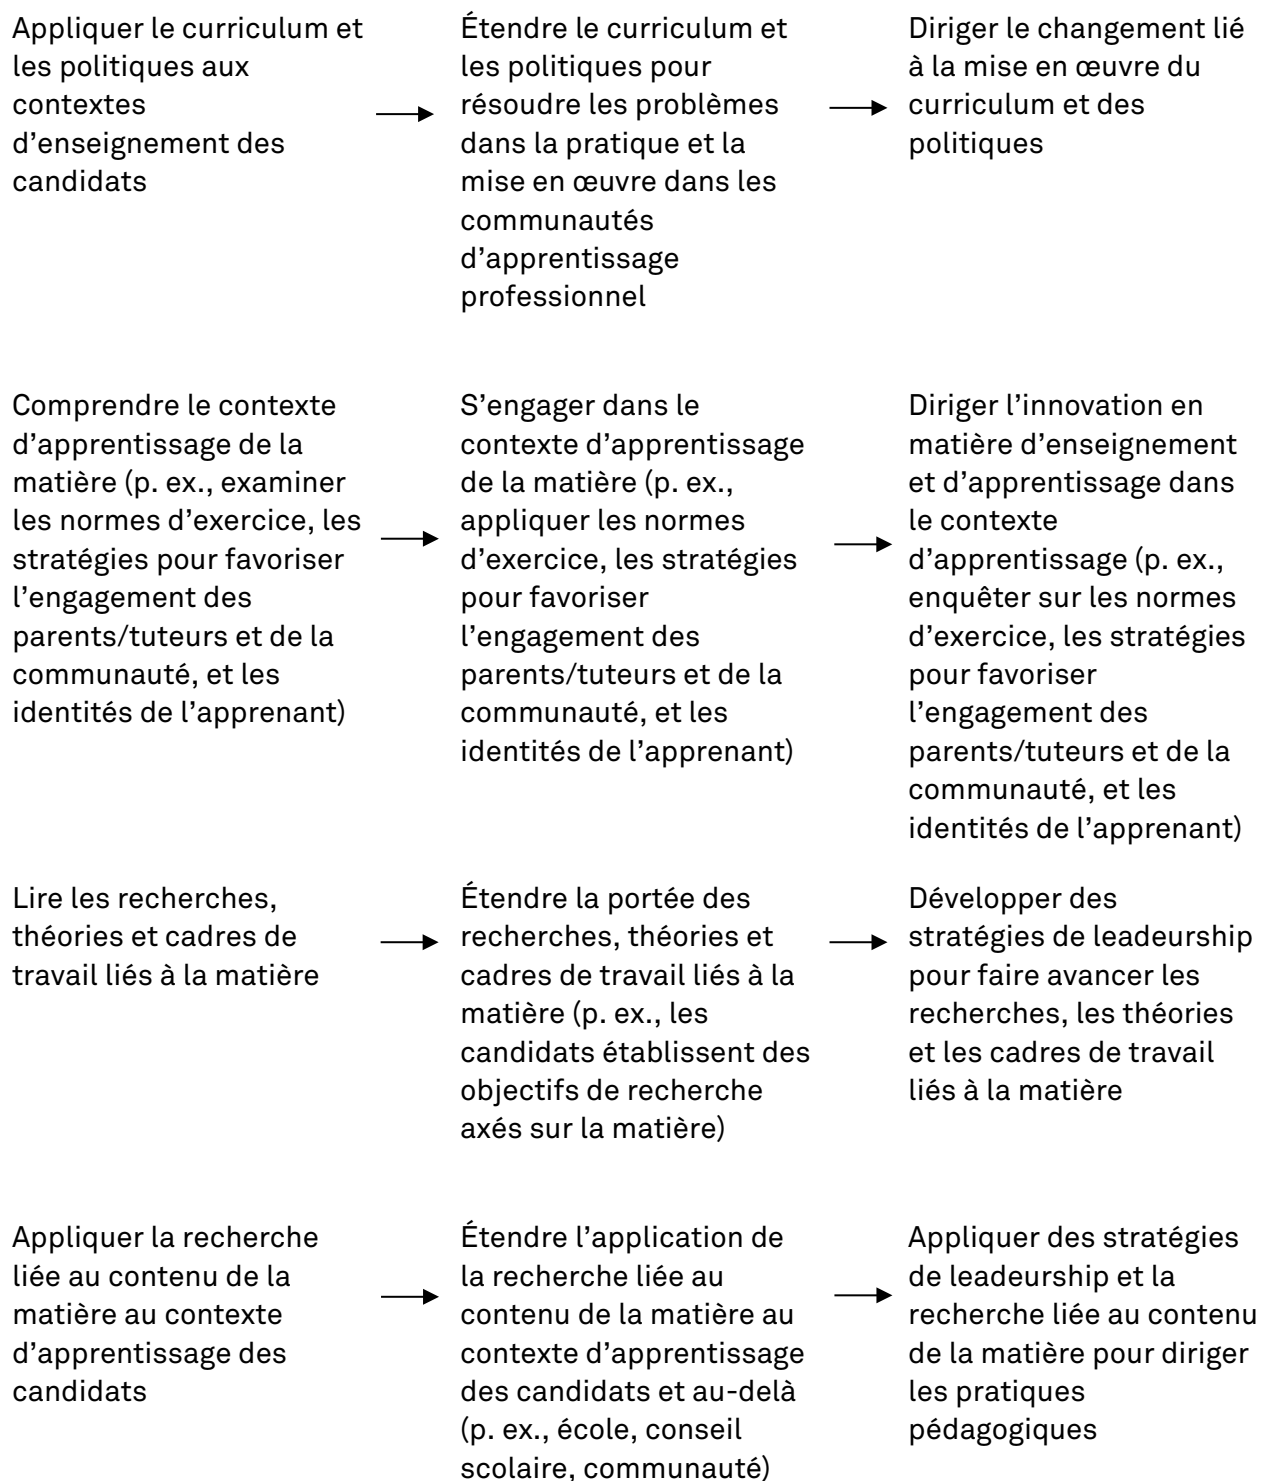 Appliquer le curriculum et
les politiques aux
contextes
d’enseignement des
candidats
Étendre le curriculum et
les politiques pour
résoudre les problèmes
dans la pratique et la
mise en œuvre dans les
communautés
d’apprentissage
professionnel
Diriger le changement lié
à la mise en œuvre du
curriculum et des
politiques
Comprendre le contexte
d’apprentissage de la
matière (p. ex., examiner
les normes d’exercice, les
stratégies pour favoriser
l’engagement des
parents/tuteurs et de la
communauté, et les
identités de l’apprenant)
S’engager dans le
contexte d’apprentissage
de la matière (p. ex.,
appliquer les normes
d’exercice, les stratégies
pour favoriser
l’engagement des
parents/tuteurs et de la
communauté, et les
identités de l’apprenant)
Diriger l’innovation en
matière d’enseignement
et d’apprentissage dans
le contexte
d’apprentissage (p. ex.,
enquêter sur les normes
d’exercice, les stratégies
pour favoriser
l’engagement des
parents/tuteurs et de la
communauté, et les
identités de l’apprenant)
Lire les recherches,
théories et cadres de
travail liés à la matière
Étendre la portée des
recherches, théories et
cadres de travail liés à la
matière (p. ex., les
candidats établissent des
objectifs de recherche
axés sur la matière)
Développer des
stratégies de leadeurship
pour faire avancer les
recherches, les théories
et les cadres de travail
liés à la matière
Appliquer la recherche
liée au contenu de la
matière au contexte
d’apprentissage des
candidats
Étendre l’application de
la recherche liée au
contenu de la matière au
contexte d’apprentissage
des candidats et au-delà
(p. ex., école, conseil
scolaire, communauté)
Appliquer des stratégies
de leadeurship et la
recherche liée au contenu
de la matière pour diriger
les pratiques
pédagogiques